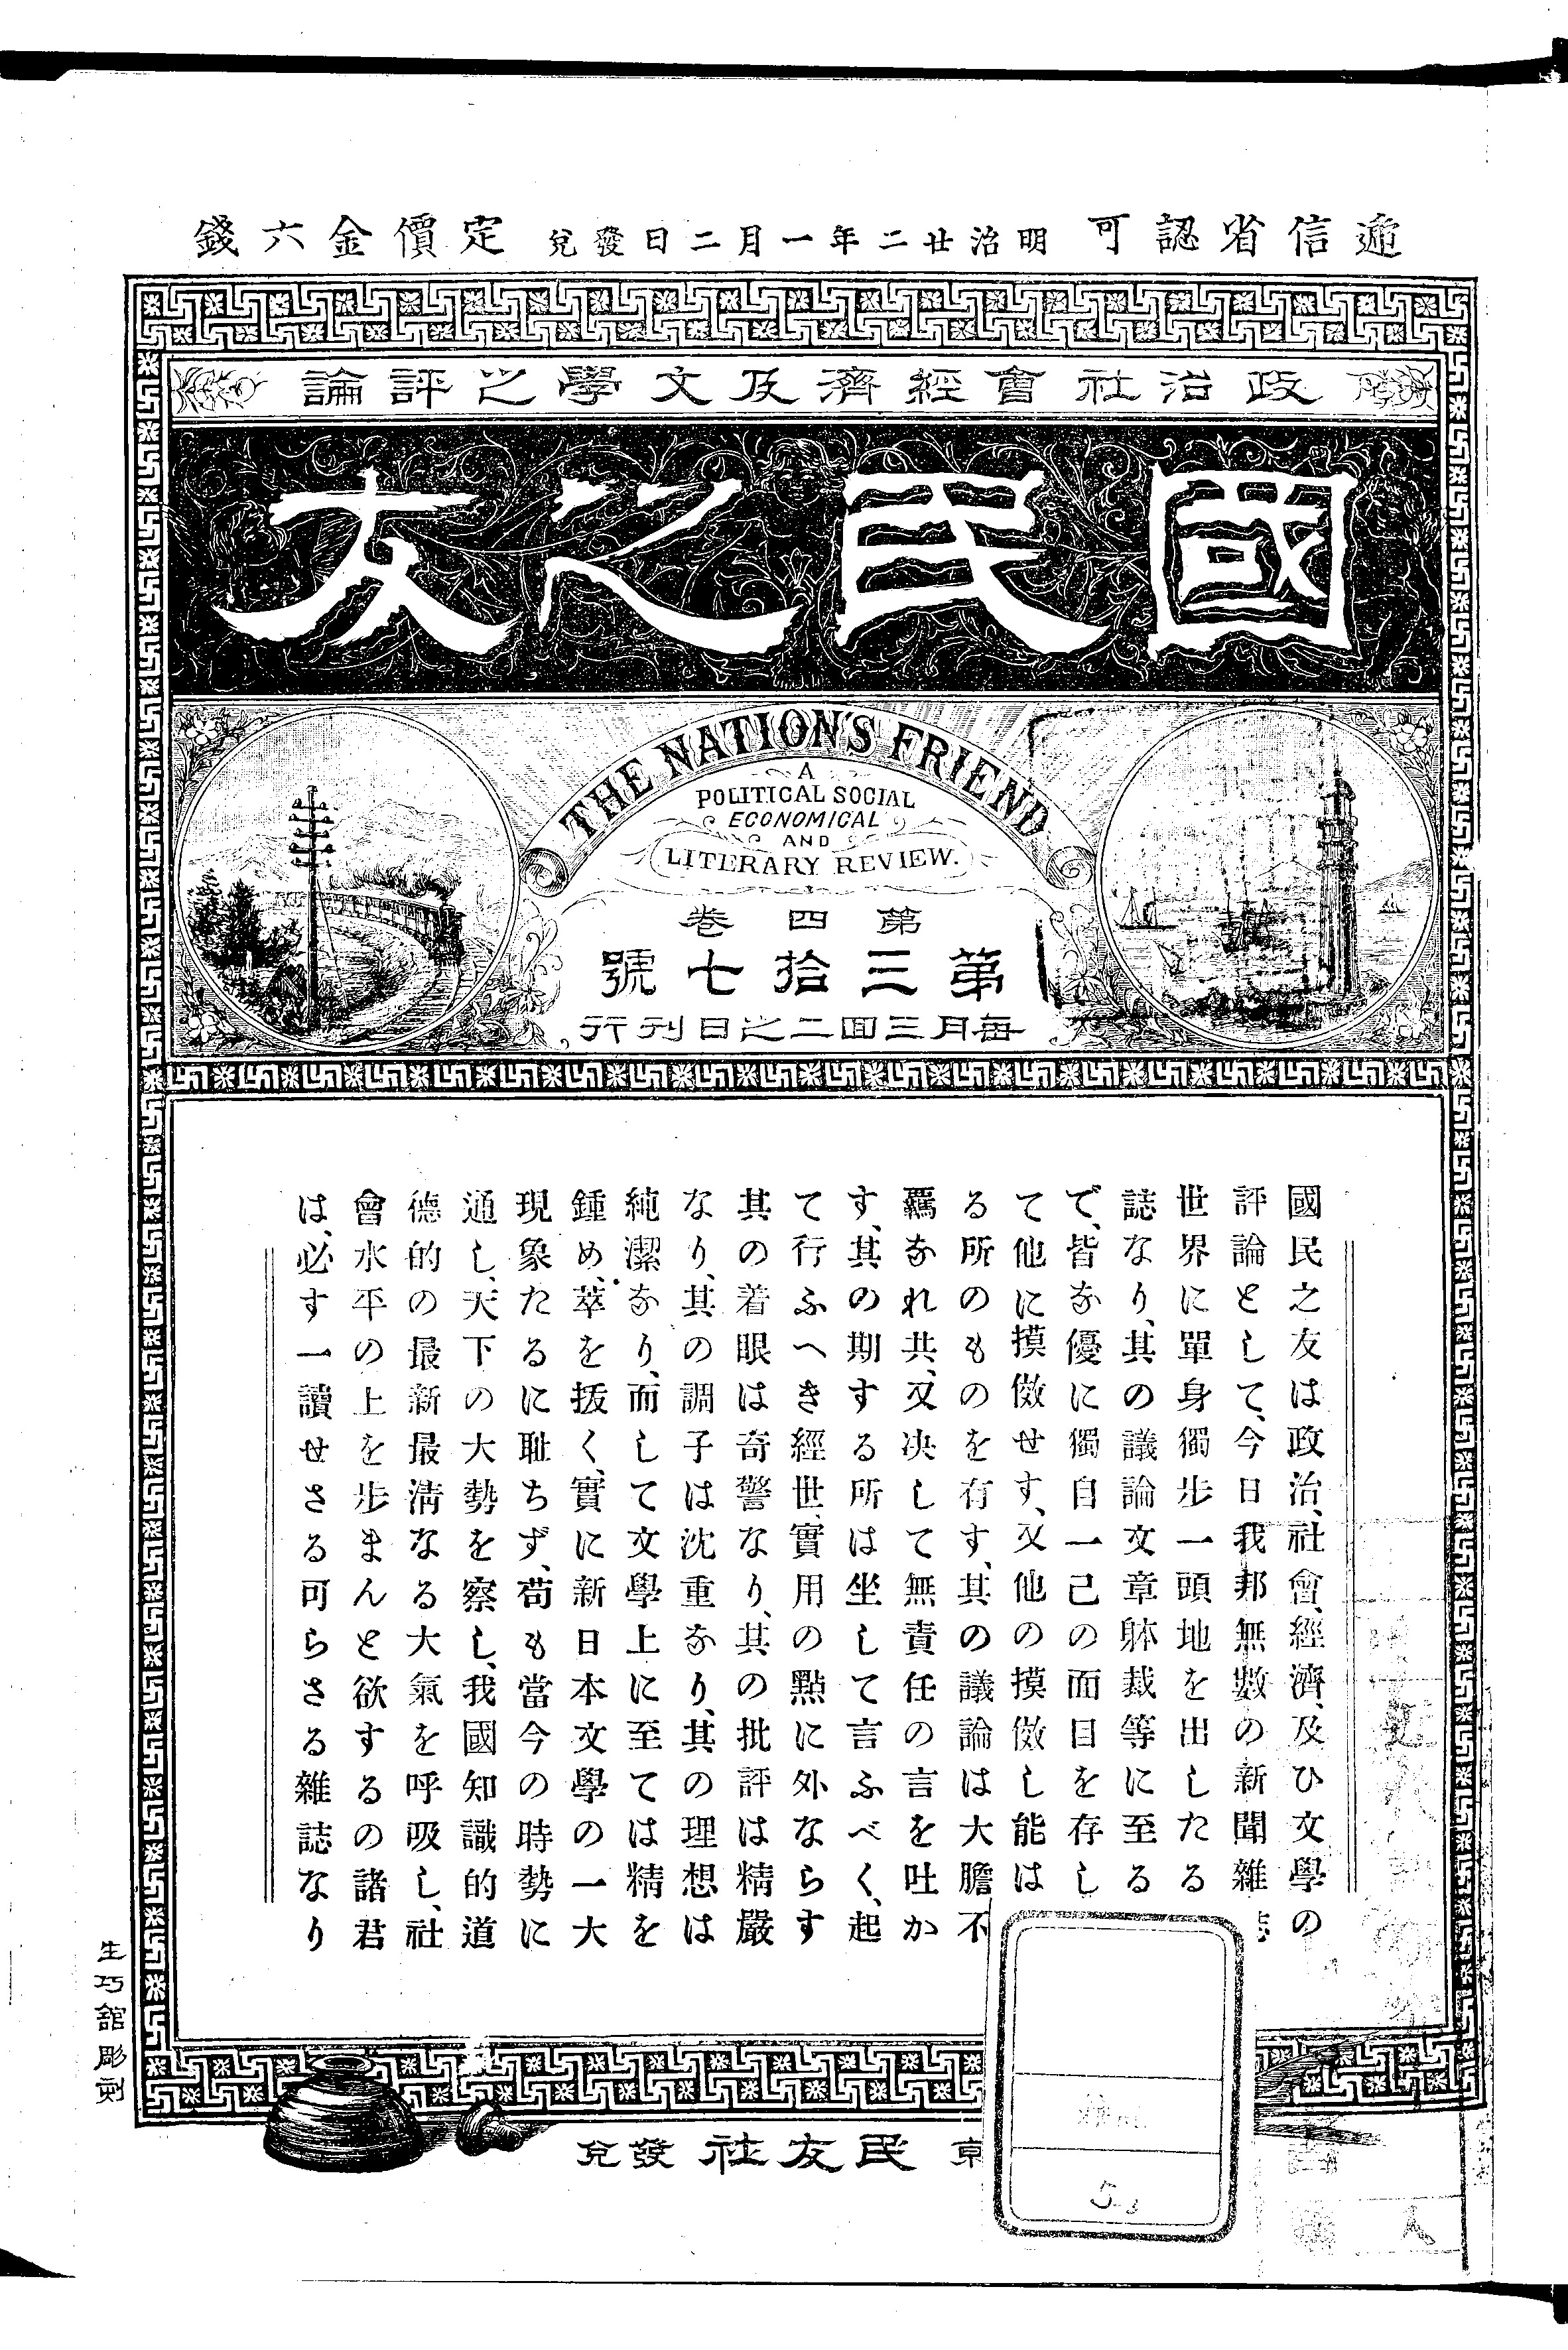 遞信省認可　明治廿二年一月二日發兌　定價金六錢
政治社會經濟及文學之評論
國民之友
THE NATION'S FRIEND
A
POLITICAL SOCIAL
ECONOMICAL
AND
LITERARY REVIEW.
第四卷
第三拾七號
每月三回二之日刊行
國民之友は政治、社會、經濟、及ひ文學の
評論として、今日我邦無數の新聞雜誌
世界に單身獨步一頭地を出したる
誌なり、其の議論文章躰裁等に至る
で、皆な優に獨自一己の面目を存し
て他に摸倣せす、又他の摸倣し能は
る所のものを有す、其の議論は大膽不
羈なれ共、又决して無責任の言を吐か
す、其の期する所は坐して言ふべく、起
て行ふへき經世、實用の點に外ならす
其の着眼は奇警なり、其の批評は精嚴
なり、其の調子は沈重なり、其の理想は
純潔なり、而して文學上に至ては精を
鍾め、萃を拔く、實に新日本文學の一大
現象たるに耻ちず、苟も當今の時勢に
通し、天下の大勢を察し、我國知識的道
德的の最新最淸なる大氣を呼吸し、社
會水平の上を步まんと欲するの諸君
は、必す一讀せさる可らさる雜誌なり
民友社發兌
生巧館彫刻